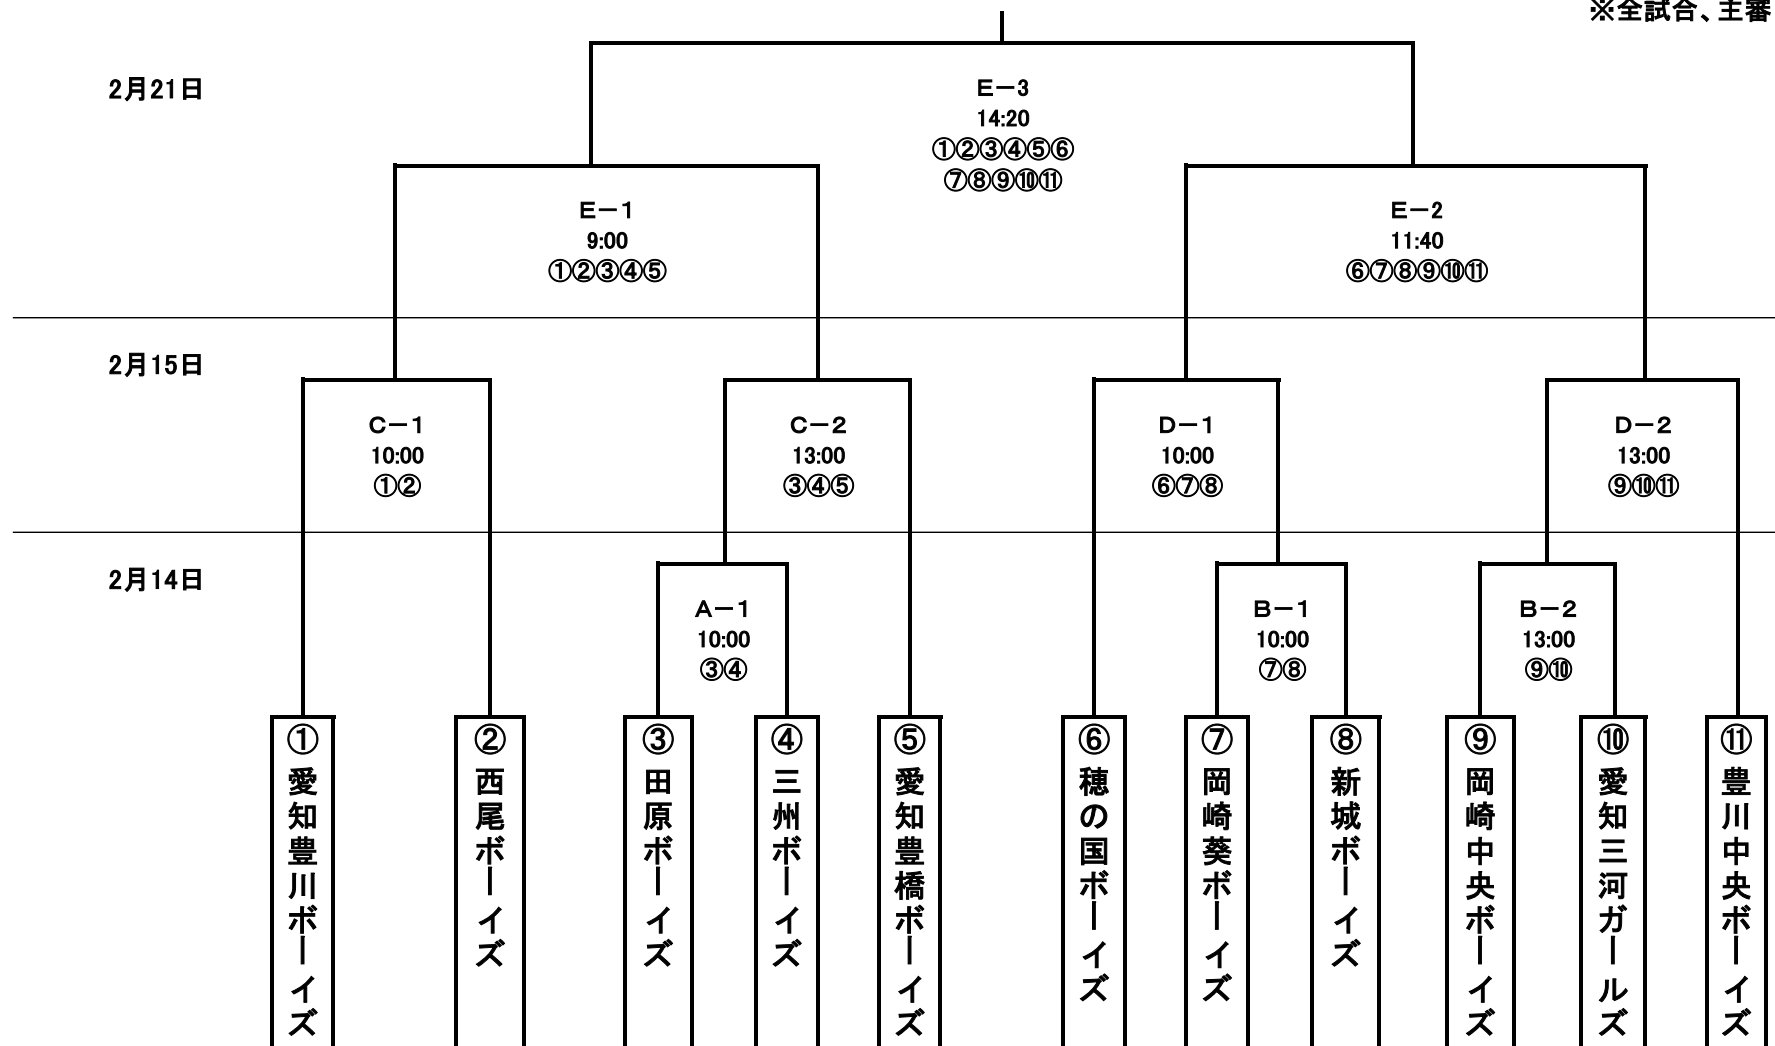 ※全試合、主審
2月21日
E－3
14:20
①②③④⑤⑥
⑦⑧⑨⑩⑪
E－1
9:00
①②③④⑤
E－2
11:40
⑥⑦⑧⑨⑩⑪
2月15日
C－1
10:00
①②
C－2
13:00
③④⑤
D－1
10:00
⑥⑦⑧
D－2
13:00
⑨⑩⑪
2月14日
A－1
10:00
③④
B－1
10:00
⑦⑧
B－2
13:00
⑨⑩
①愛知豊川ボーイズ
②西尾ボーイズ
③田原ボーイズ
④三州ボーイズ
⑤愛知豊橋ボーイズ
⑥穂の国ボーイズ
⑦岡崎葵ボーイズ
⑧新城ボーイズ
⑨岡崎中央ボーイズ
⑩愛知三河ガールズ
⑪豊川中央ボーイズ